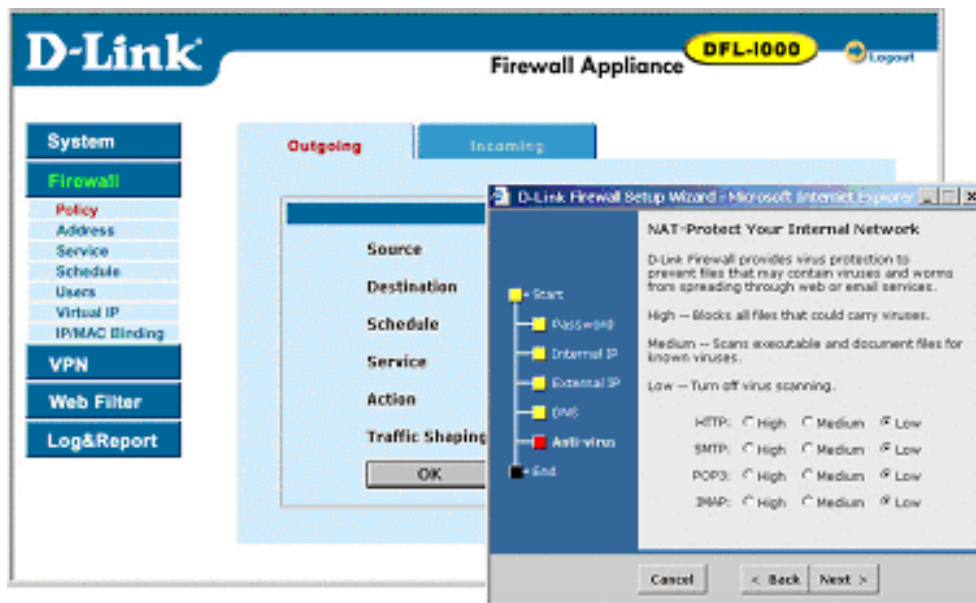 D-Link
Firewall Appliance
DFL-1000
Logout
System
Firewall
Policy
Address
Service
Schedule
Users
Virtual IP
IP/MAC Binding
VPN
Web Filter
Log&Report
Outgoing
Incoming
Source
Destination
Schedule
Service
Action
Traffic Shaping
OK
D-Link Firewall Setup Wizard - Microsoft Internet Explorer
Start
Password
Internal IP
External IP
DNS
Anti-virus
End
NAT-Protect Your Internal Network
D-Link Firewall provides virus protection to
prevent files that may contain viruses and worms
from spreading through web or email services.
High -- Blocks all files that could carry viruses.
Medium -- Scans executable and document files for
known viruses.
Low -- Turn off virus scanning.
HTTP: High Medium Low
SMTP: High Medium Low
POP3: High Medium Low
IMAP: High Medium Low
Cancel
< Back
Next >